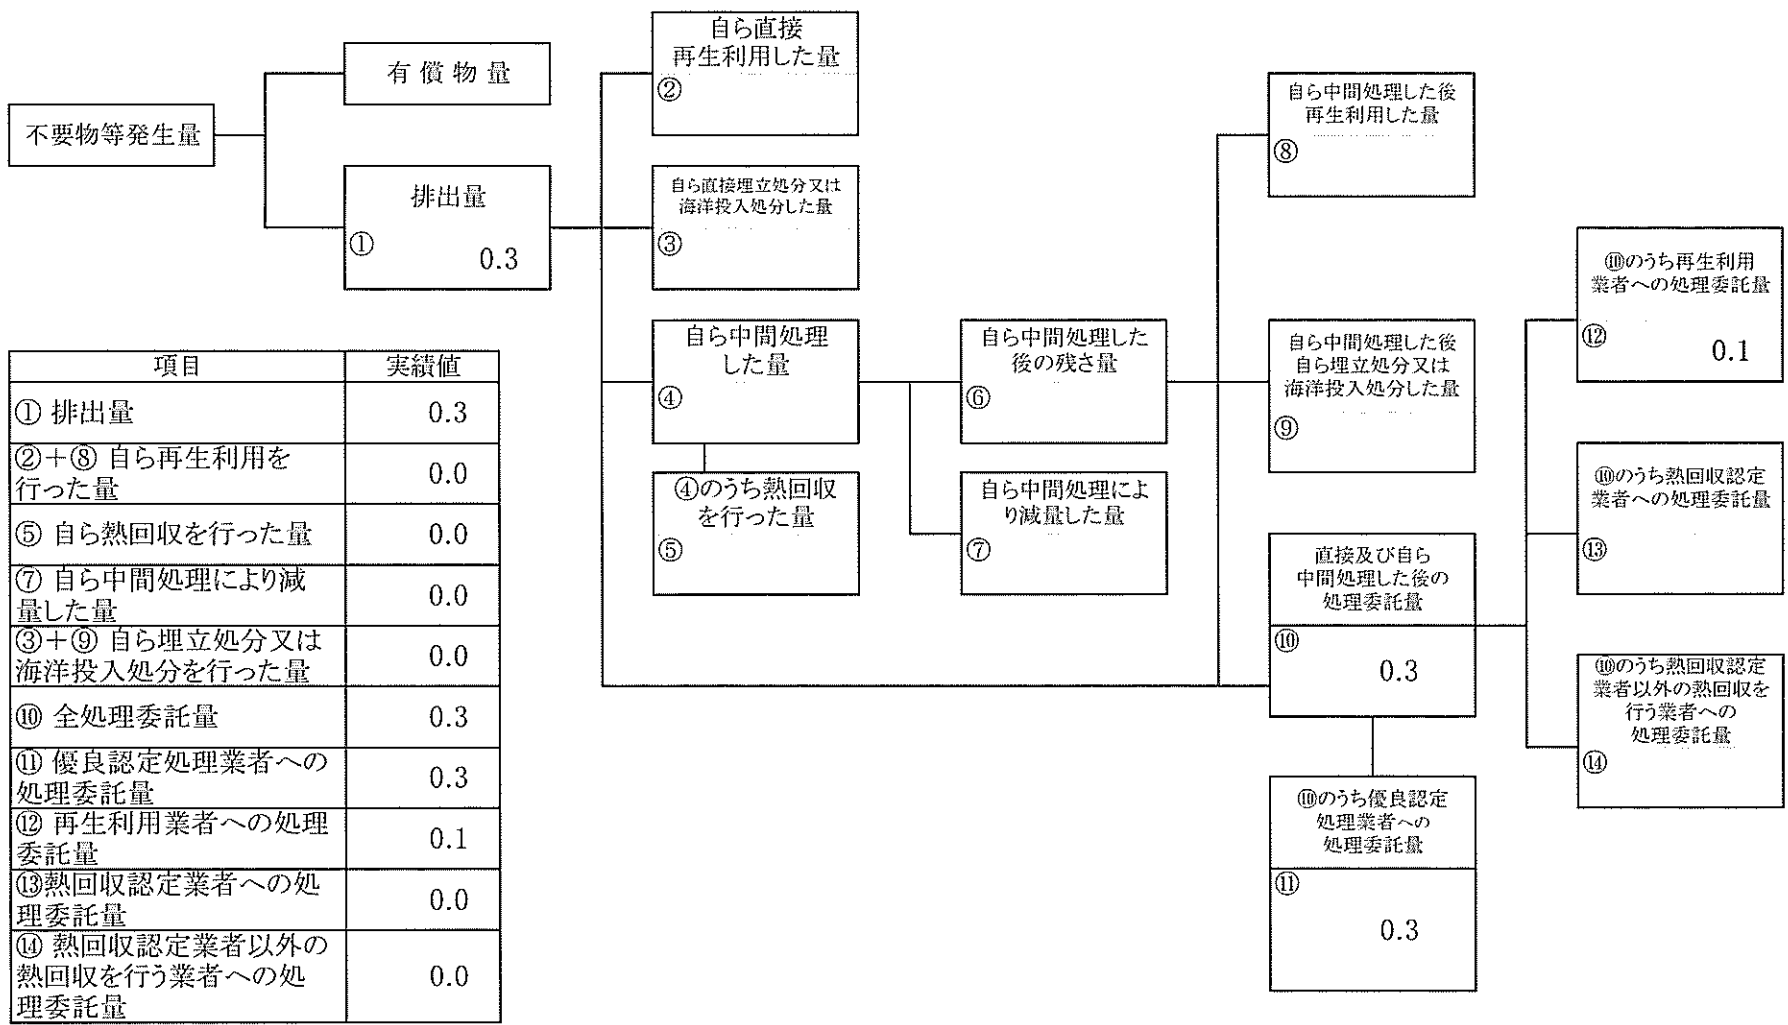 不要物等発生量
有償物量
排出量
①
0.3
自ら直接
再生利用した量
②
自ら直接埋立処分又は
海洋投入処分した量
③
自ら中間処理
した量
④
④のうち熱回収
を行った量
⑤
自ら中間処理した
後の残さ量
⑥
自ら中間処理によ
り減量した量
⑦
自ら中間処理した後
再生利用した量
⑧
自ら中間処理した後
自ら埋立処分又は
海洋投入処分した量
⑨
直接及び自ら
中間処理した後の
処理委託量
⑩
0.3
⑩のうち優良認定
処理業者への
処理委託量
⑪
0.3
⑩のうち再生利用
業者への処理委託量
⑫
0.1
⑩のうち熱回収認定
業者への処理委託量
⑬
⑩のうち熱回収認定
業者以外の熱回収を
行う業者への
処理委託量
⑭
項目 実績値
① 排出量 0.3
②+⑧ 自ら再生利用を
行った量 0.0
⑤ 自ら熱回収を行った量 0.0
⑦ 自ら中間処理により減
量した量 0.0
③+⑨ 自ら埋立処分又は
海洋投入処分を行った量 0.0
⑩ 全処理委託量 0.3
⑪ 優良認定処理業者への
処理委託量 0.3
⑫ 再生利用業者への処理
委託量 0.1
⑬熱回収認定業者への処
理委託量 0.0
⑭ 熱回収認定業者以外の
熱回収を行う業者への処
理委託量 0.0